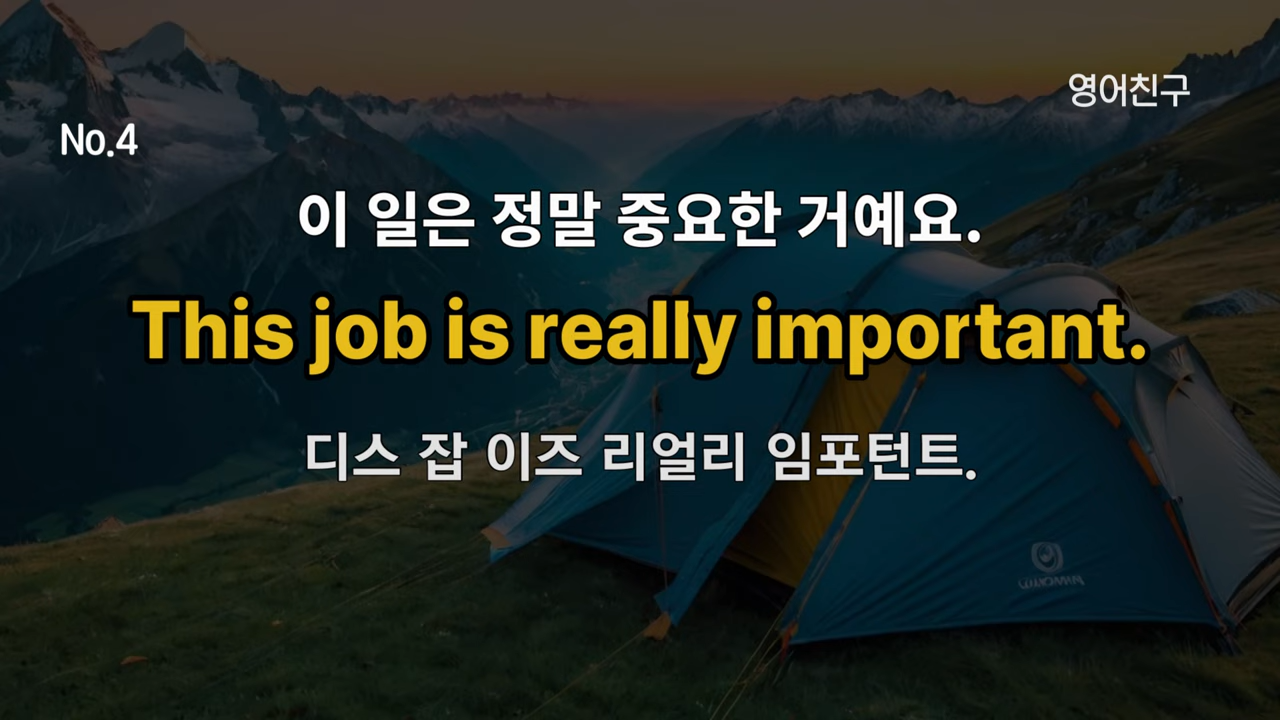 영어친구
No.4
이 일은 정말 중요한 거예요.
This job is really important.
디스 잡 이즈 리얼리 임포턴트.